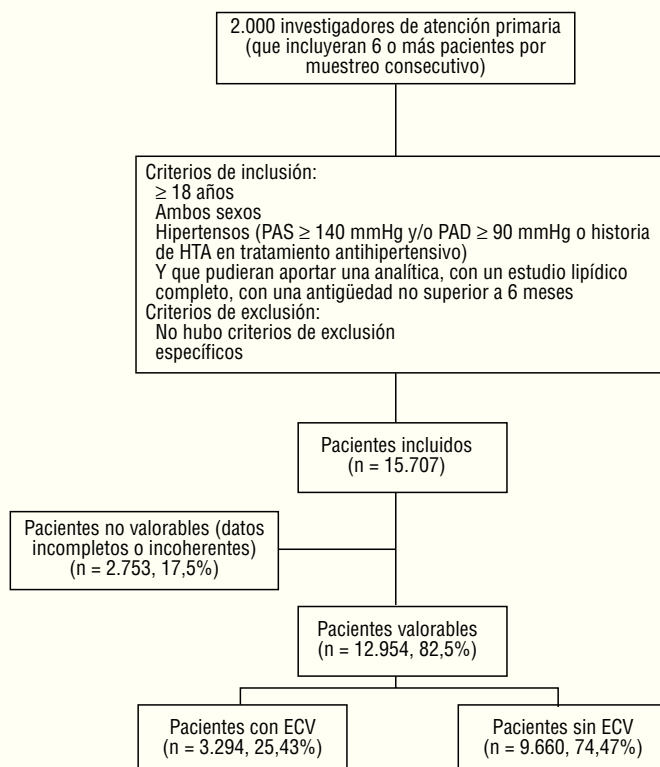 2.000 investigadores de atención primaria
(que incluyeran 6 o más pacientes por
muestreo consecutivo)
Criterios de inclusión:
≥ 18 años
Ambos sexos
Hipertensos (PAS ≥ 140 mmHg y/o PAD ≥ 90 mmHg o historia
de HTA en tratamiento antihipertensivo)
Y que pudieran aportar una analítica, con un estudio lipídico
completo, con una antigüedad no superior a 6 meses
Criterios de exclusión:
No hubo criterios de exclusión
específicos
Pacientes incluidos
(n = 15.707)
Pacientes no valorables (datos
incompletos o incoherentes)
(n = 2.753, 17,5%)
Pacientes valorables
(n = 12.954, 82,5%)
Pacientes con ECV
(n = 3.294, 25,43%)
Pacientes sin ECV
(n = 9.660, 74,47%)